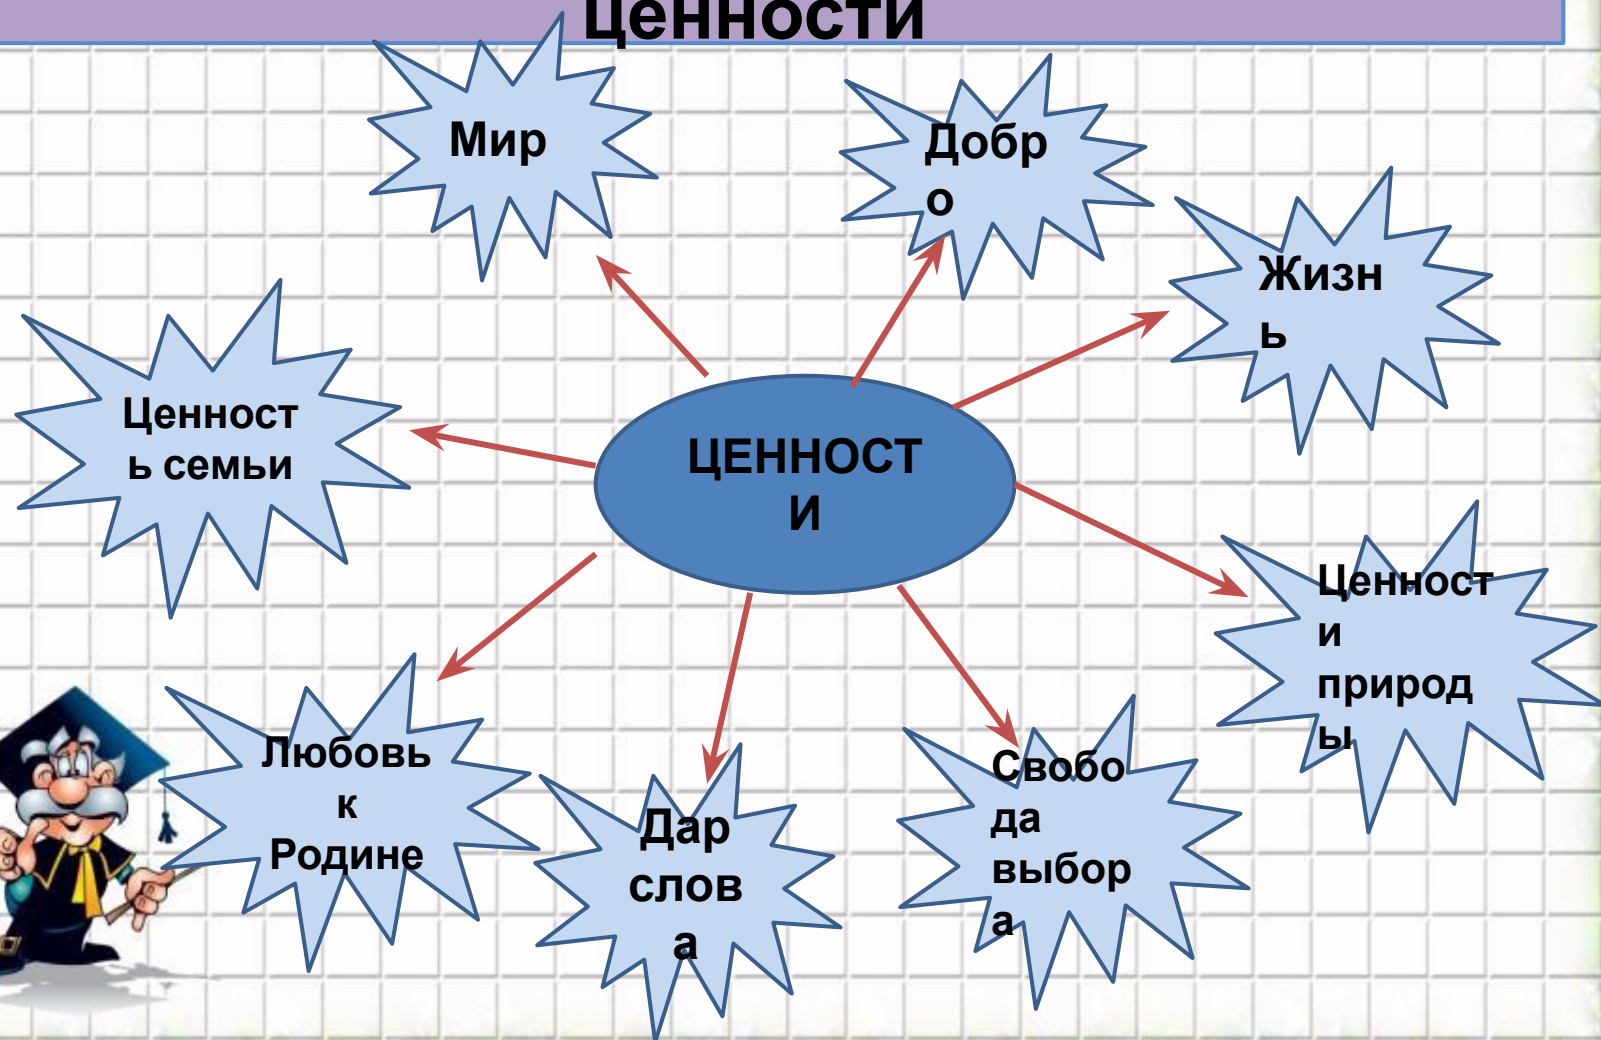 ценности
Мир
Добр
о
Жизн
ь
Ценност
ь семьи
ЦЕННОСТ
И
Ценност
и
природ
ы
Любовь
к
Родине
Дар
слов
а
Свобо
да
выбор
а